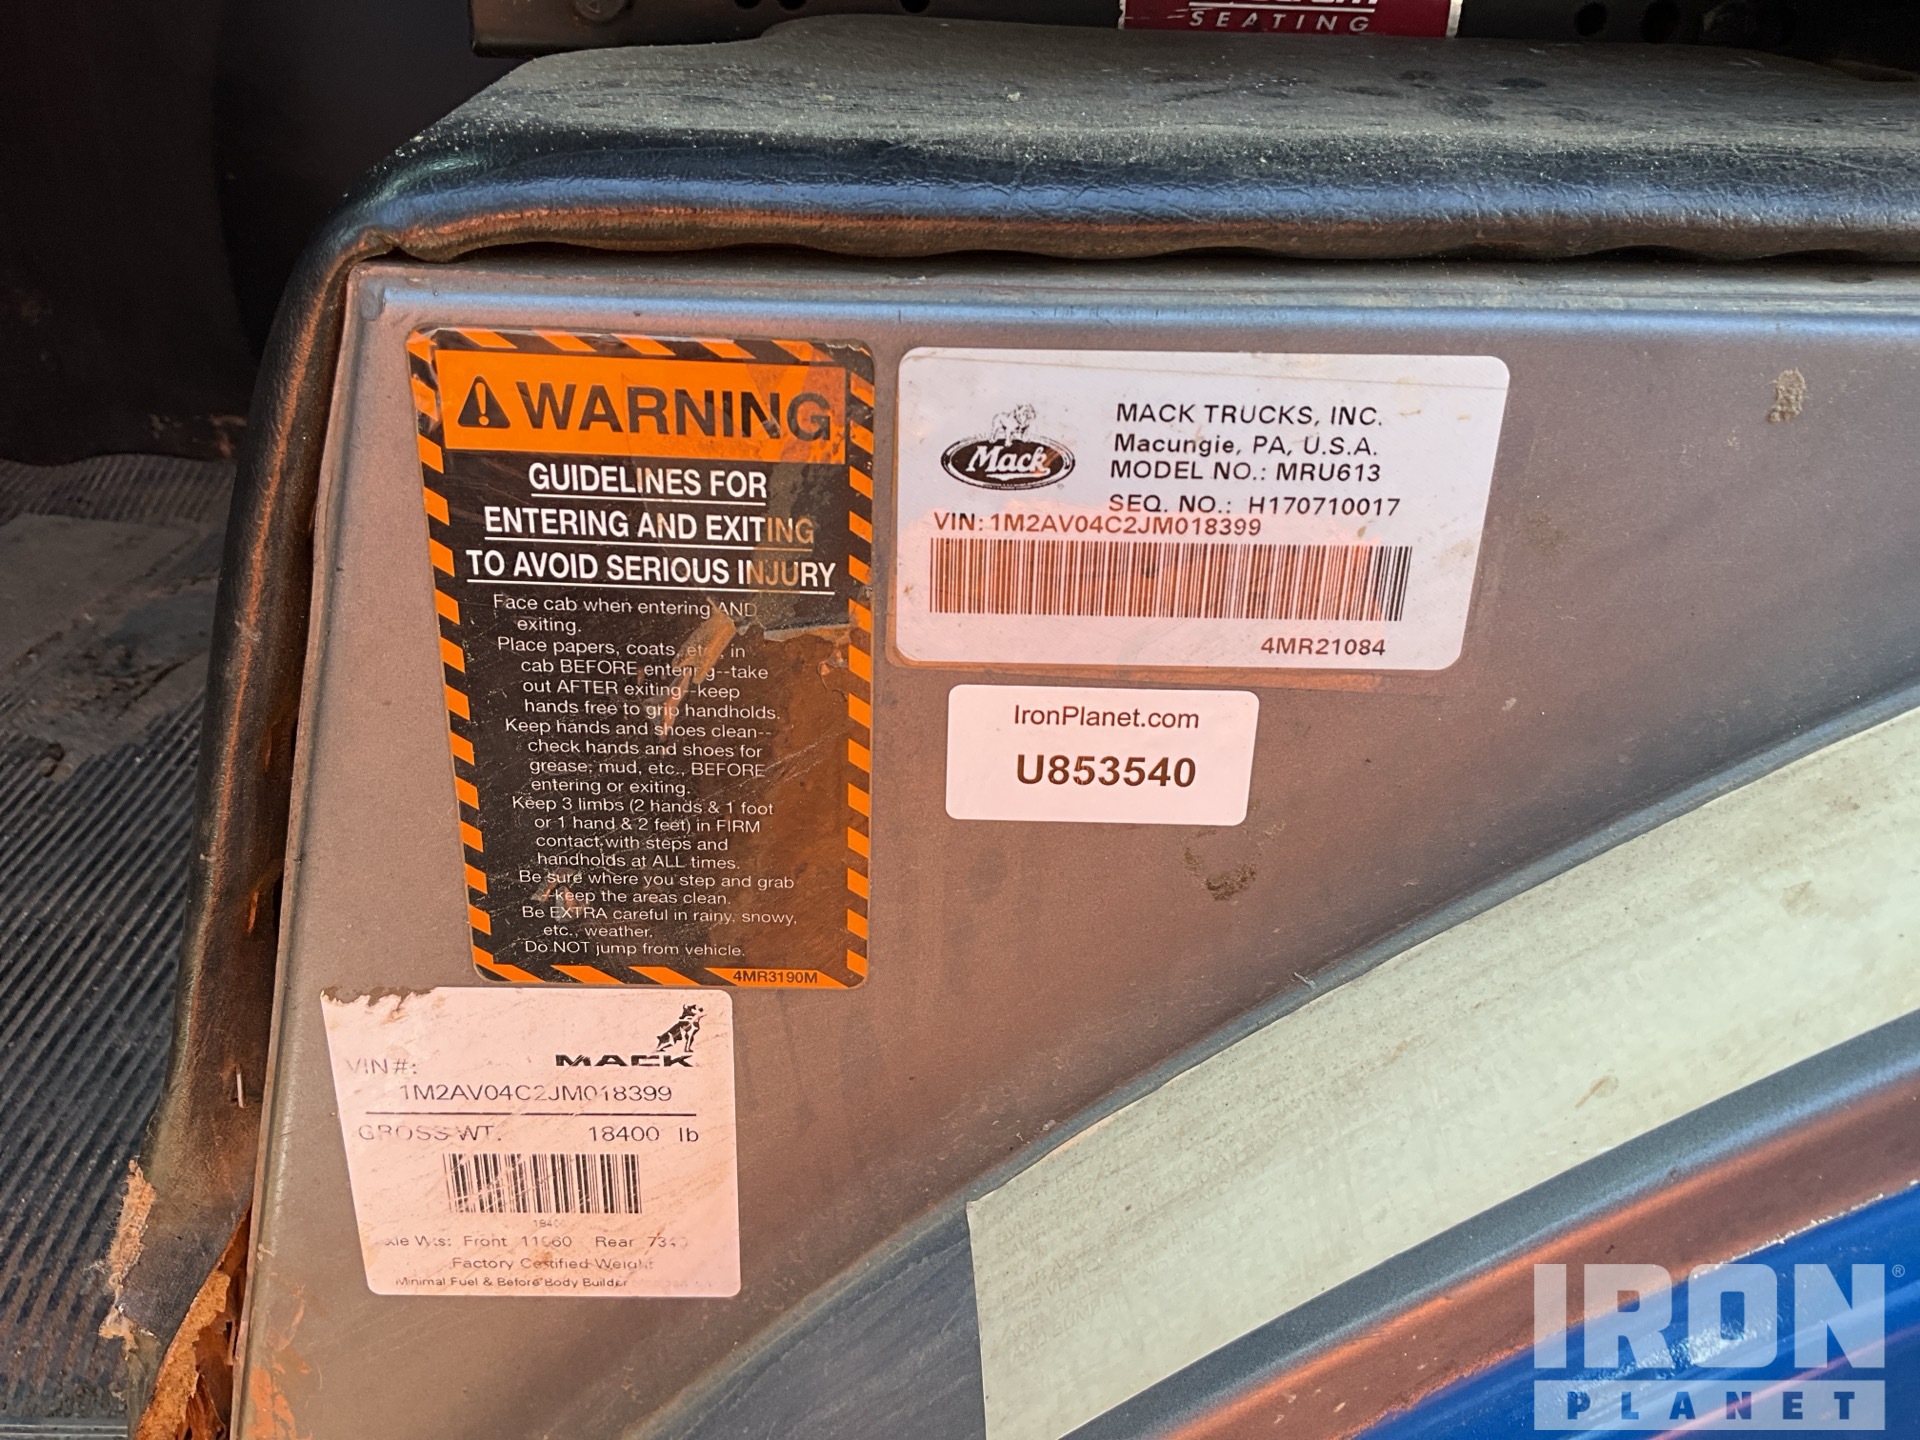 SEATING
WARNING
GUIDELINES FOR
ENTERING AND EXITING
TO AVOID SERIOUS INJURY
Face cab when entering AND
exiting.
Place papers, coats, etc., in
cab BEFORE entering--take
out AFTER exiting--keep
hands free to grip handholds.
Keep hands and shoes clean--
check hands and shoes for
grease, mud, etc., BEFORE
entering or exiting.
Keep 3 limbs (2 hands & 1 foot
or 1 hand & 2 feet) in FIRM
contact with steps and
handholds at ALL times.
Be sure where you step and grab
--keep the areas clean.
Be EXTRA careful in rainy, snowy,
etc., weather.
Do NOT jump from vehicle.
4MR3190M
Mack
MACK TRUCKS, INC.
Macungie, PA, U.S.A.
MODEL NO.: MRU613
SEQ. NO.: H170710017
VIN: 1M2AV04C2JM018399
4MR21084
IronPlanet.com
U853540
MACK
VIN#:
1M2AV04C2JM018399
GROSS WT. 18400 lb
18400
Wts: Front 11060 Rear
Factory Certified Weight
Minimal Fuel & Before Body Builder
IRON
PLANET